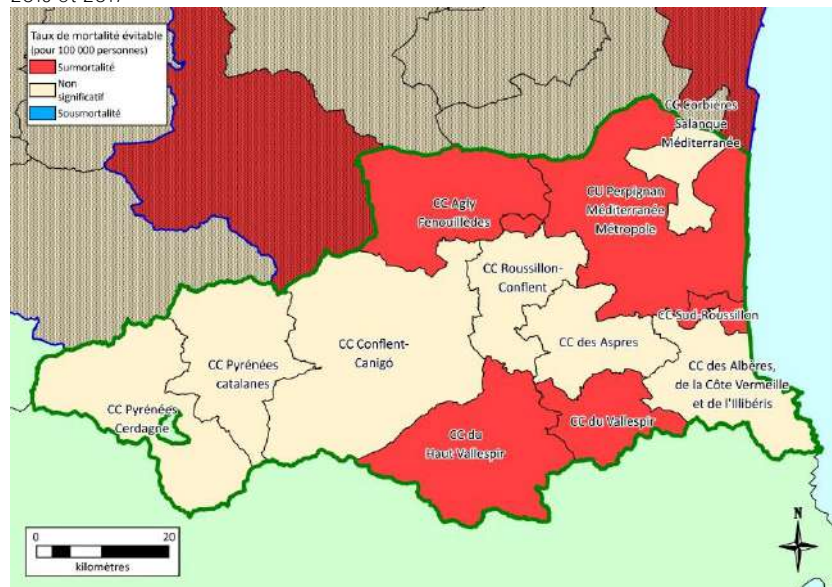 Taux de mortalité évitable
(pour 100 000 personnes)
Surmortalité
Non
significatif
Sousmortalité
CC Corbières
Salanque
Méditerranée
CC Agly
Fenouillèdes
CU Perpignan
Méditerranée
Métropole
CC Roussillon-
Conflent
CC Sud-Roussillon
CC Conflent-
Canigó
CC des Aspres
CC Pyrénées
catalanes
CC des Albères,
de la Côte Vermeille
et de l'Illibéris
CC Pyrénées
Cerdagne
CC du
Haut Vallespir
CC du Vallespir
N
0 20
kilomètres